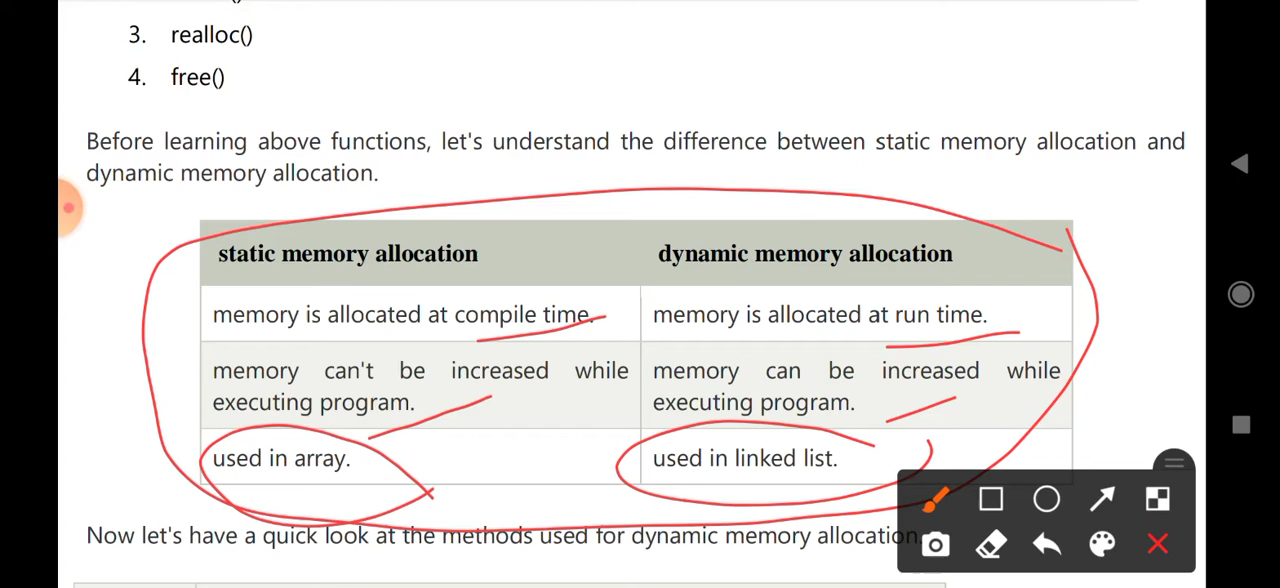 3. realloc()
4. free()
Before learning above functions, let's understand the difference between static memory allocation and
dynamic memory allocation.
static memory allocation dynamic memory allocation
memory is allocated at compile time. memory is allocated at run time.
memory can't be increased while
executing program.
memory can be increased while
executing program.
used in array. used in linked list.
Now let's have a quick look at the methods used for dynamic memory allocation.